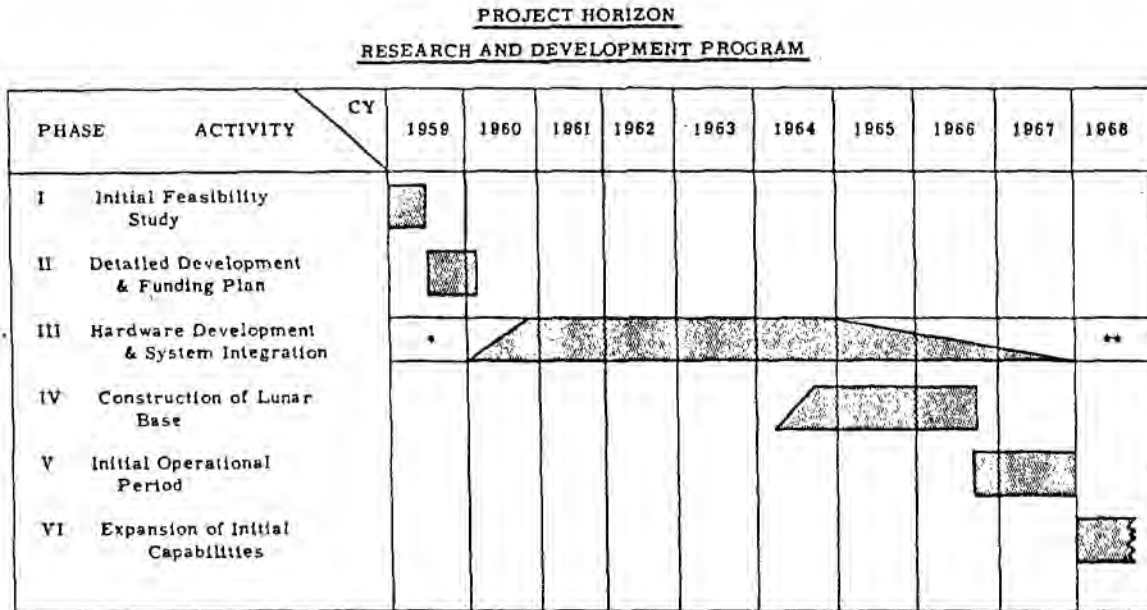 PROJECT HORIZON
RESEARCH AND DEVELOPMENT PROGRAM
CY
PHASE ACTIVITY 1959 1960 1961 1962 1963 1964 1965 1966 1967 1968
I Initial Feasibility
Study
II Detailed Development
& Funding Plan
III Hardware Development * **
& System Integration
IV Construction of Lunar
Base
V Initial Operational
Period
VI Expansion of Initial
Capabilities